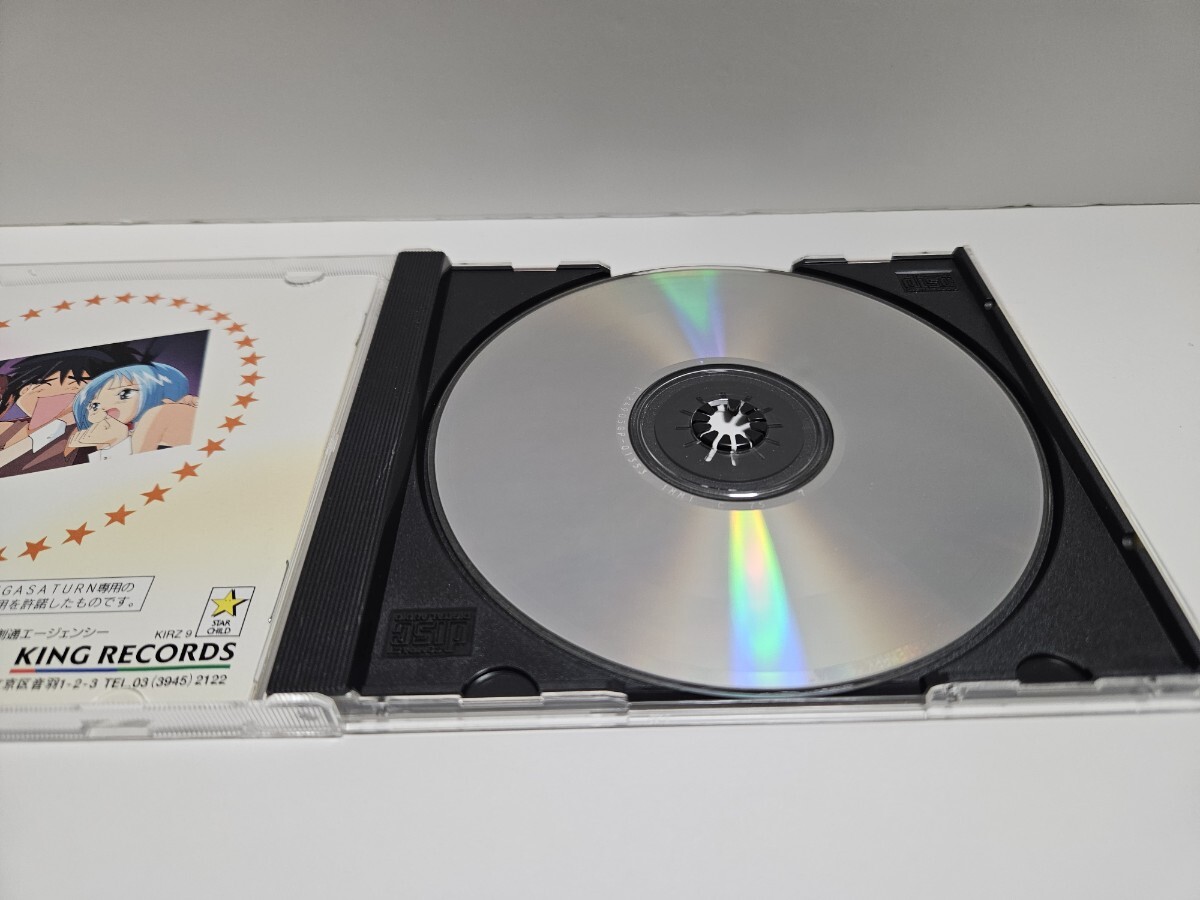 GASATURN専用の
用を許諾したものです。
創通エージェンシー
KIRZ 9
STAR
CHILD
KING RECORDS
京区音羽1-2-3 TEL.03(3945)2122